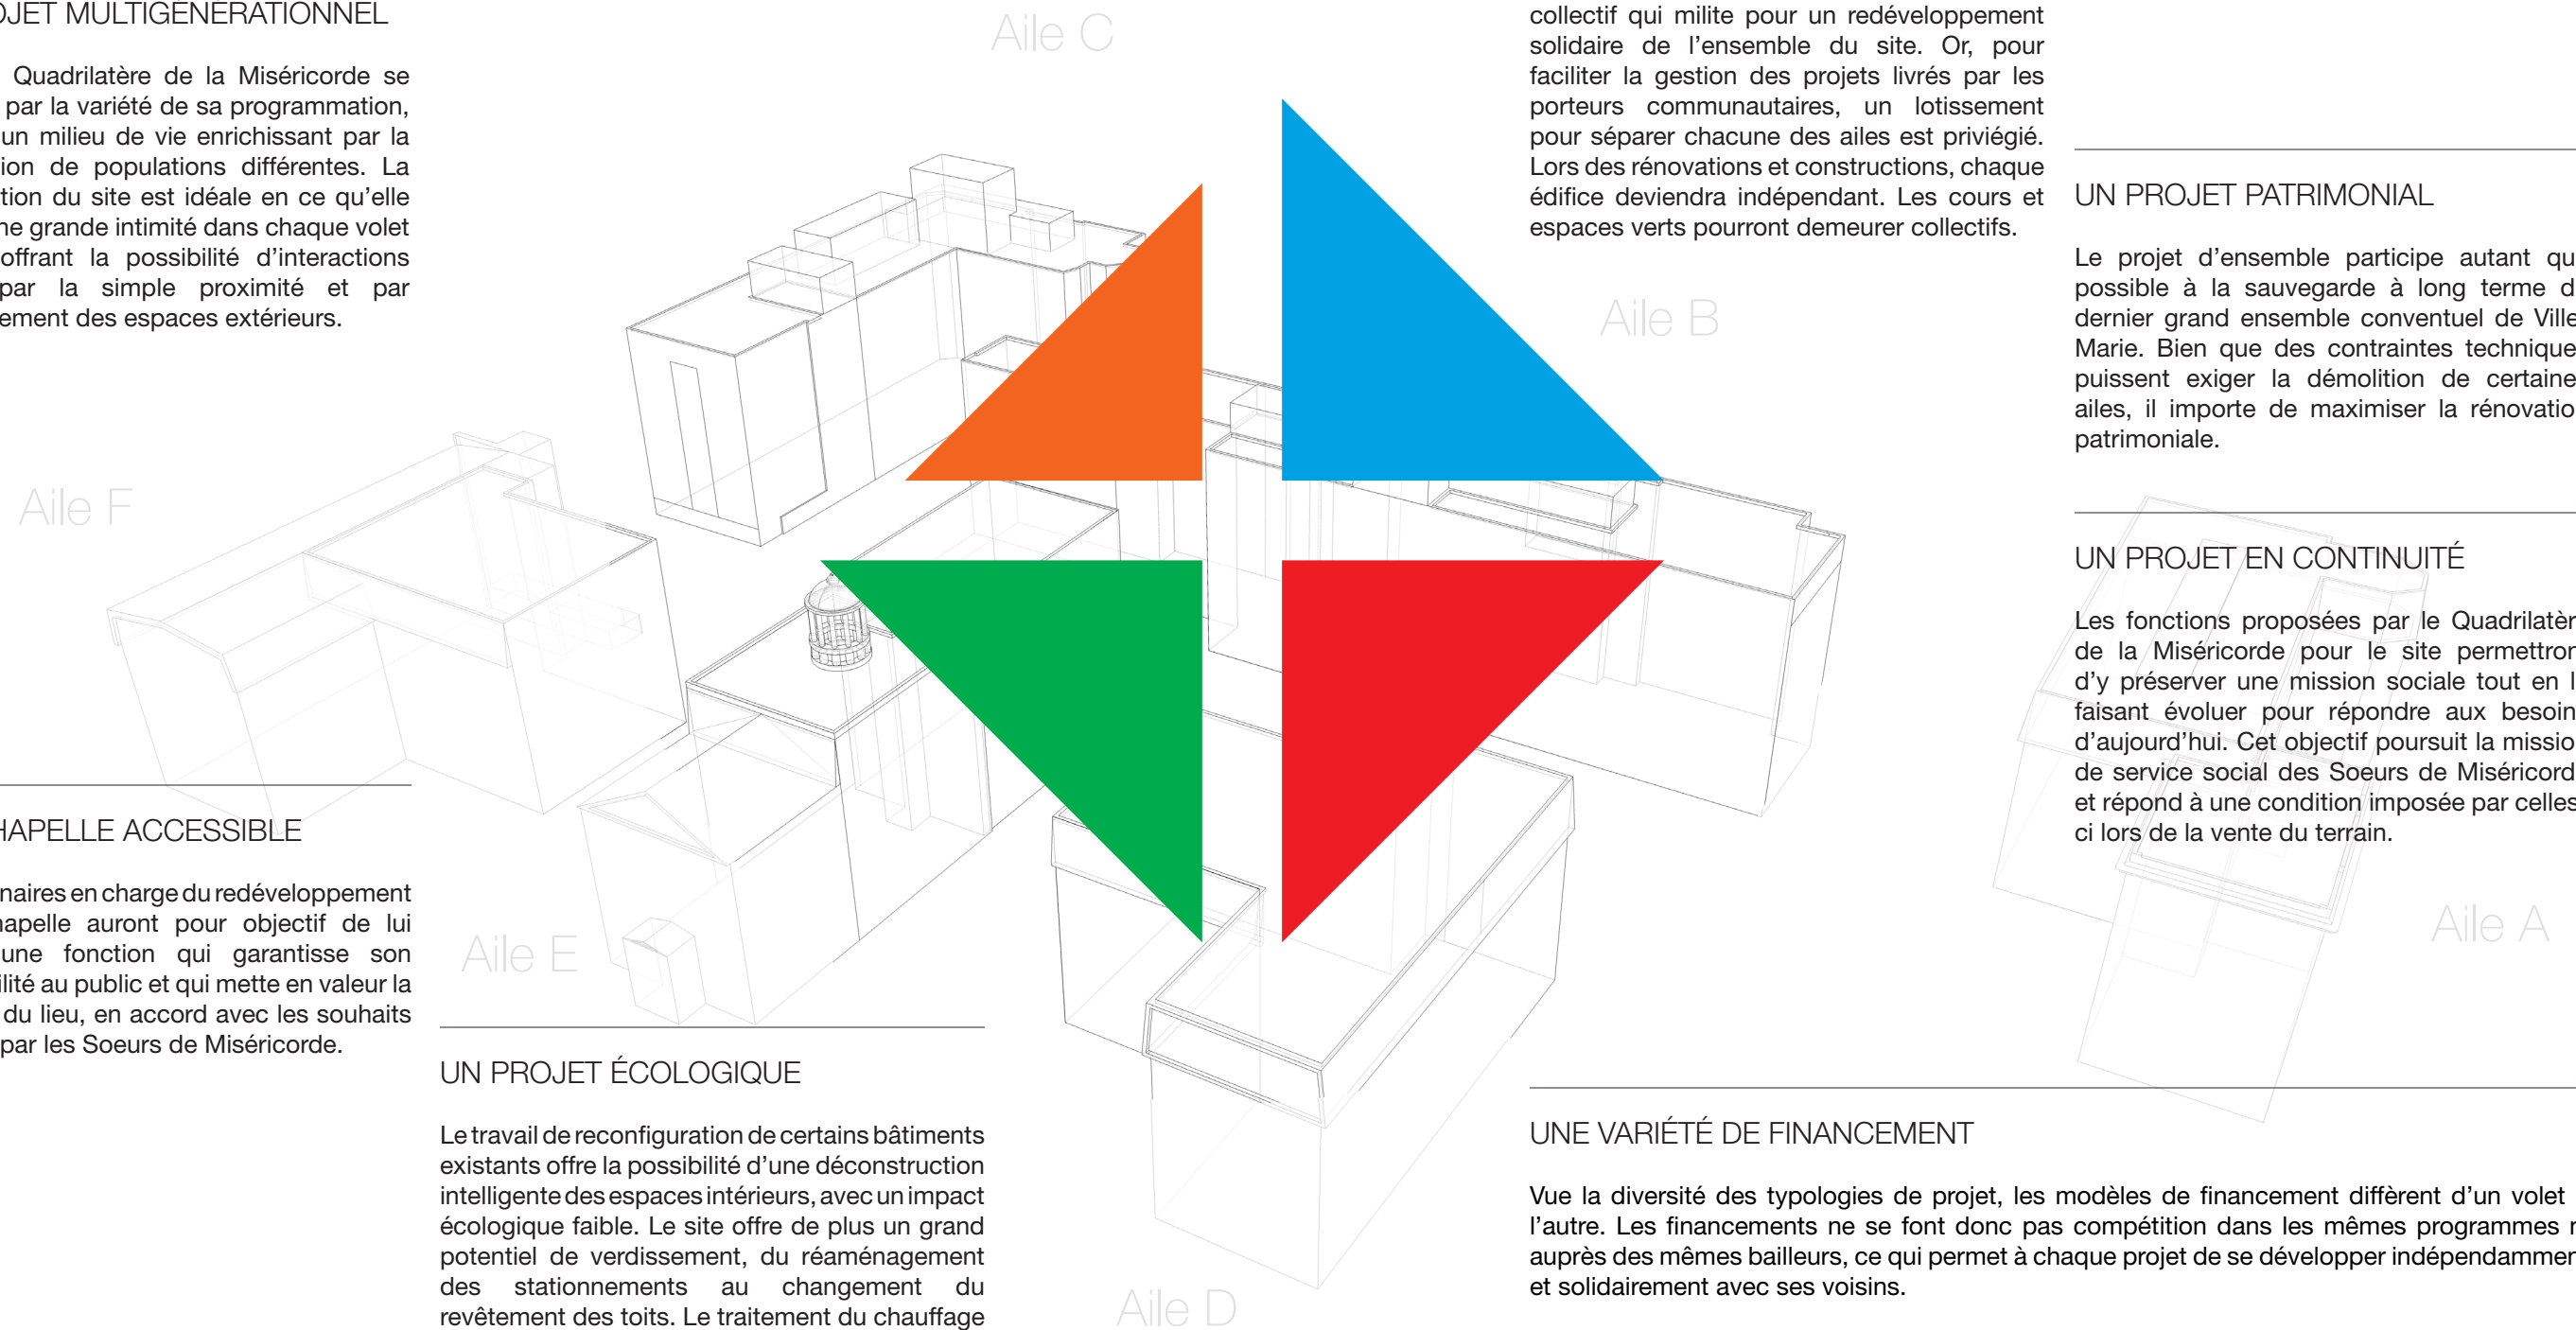 OJET MULTIGÉNÉRATIONNEL
Quadrilatère de la Miséricorde se
par la variété de sa programmation,
un milieu de vie enrichissant par la
ion de populations différentes. La
tion du site est idéale en ce qu'elle
ne grande intimité dans chaque volet
offrant la possibilité d'interactions
par la simple proximité et par
ement des espaces extérieurs.
Aile C
collectif qui milite pour un redéveloppement
solidaire de l'ensemble du site. Or, pour
faciliter la gestion des projets livrés par les
porteurs communautaires, un lotissement
pour séparer chacune des ailes est priviégié.
Lors des rénovations et constructions, chaque
édifice deviendra indépendant. Les cours et
espaces verts pourront demeurer collectifs.
Aile B
UN PROJET PATRIMONIAL
Le projet d'ensemble participe autant qu
possible à la sauvegarde à long terme d
dernier grand ensemble conventuel de Ville
Marie. Bien que des contraintes technique
puissent exiger la démolition de certaine
ailes, il importe de maximiser la rénovatio
patrimoniale.
Aile F
UN PROJET EN CONTINUITÉ
Les fonctions proposées par le Quadrilatèr
de la Miséricorde pour le site permettron
d'y préserver une mission sociale tout en l
faisant évoluer pour répondre aux besoin
d'aujourd'hui. Cet objectif poursuit la missio
de service social des Soeurs de Miséricord
et répond à une condition imposée par celles
ci lors de la vente du terrain.
Aile A
HAPELLE ACCESSIBLE
naires en charge du redéveloppement
hapelle auront pour objectif de lui
une fonction qui garantisse son
ilité au public et qui mette en valeur la
du lieu, en accord avec les souhaits
par les Soeurs de Miséricorde.
Aile E
UN PROJET ÉCOLOGIQUE
Le travail de reconfiguration de certains bâtiments
existants offre la possibilité d'une déconstruction
intelligente des espaces intérieurs, avec un impact
écologique faible. Le site offre de plus un grand
potentiel de verdissement, du réaménagement
des stationnements au changement du
revêtement des toits. Le traitement du chauffage
Aile D
UNE VARIÉTÉ DE FINANCEMENT
Vue la diversité des typologies de projet, les modèles de financement diffèrent d'un volet
l'autre. Les financements ne se font donc pas compétition dans les mêmes programmes n
auprès des mêmes bailleurs, ce qui permet à chaque projet de se développer indépendammen
et solidairement avec ses voisins.